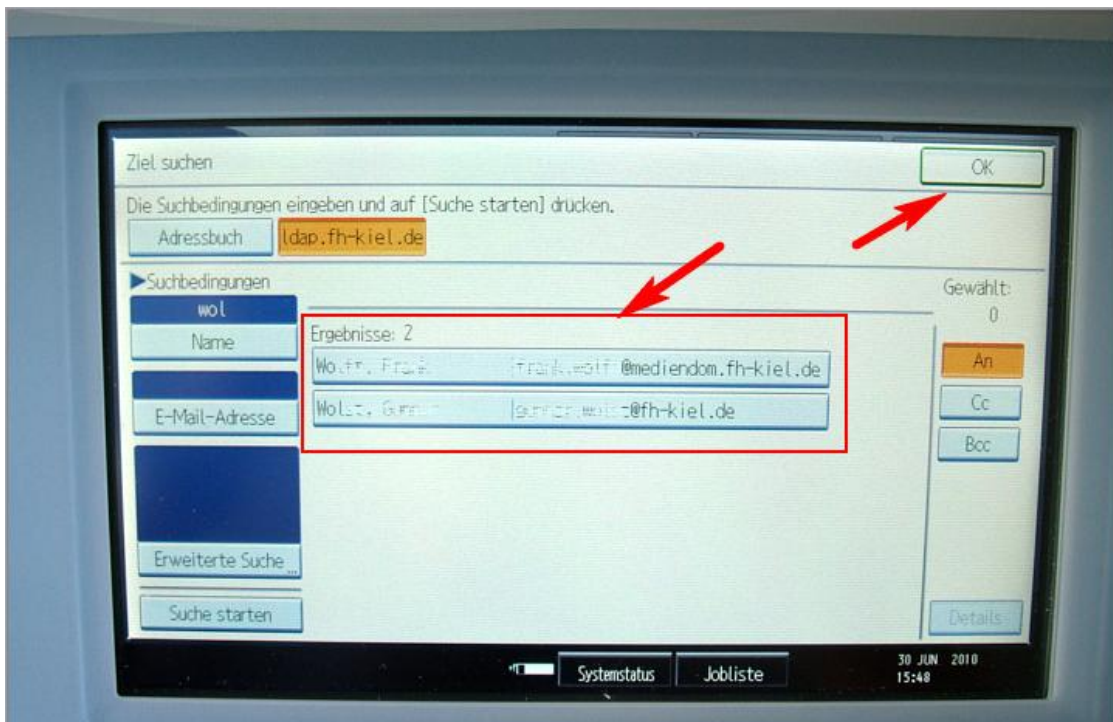 Ziel suchen
OK
Die Suchbedingungen eingeben und auf [Suche starten] drücken.
Adressbuch
ldap.fh-kiel.de
Suchbedingungen
Gewählt:
wol
0
Name
Ergebnisse: 2
@mediendom.fh-kiel.de
An
@fh-kiel.de
E-Mail-Adresse
Cc
Bcc
Erweiterte Suche...
Suche starten
Details
Systemstatus
Jobliste
30 JUN 2010
15:48